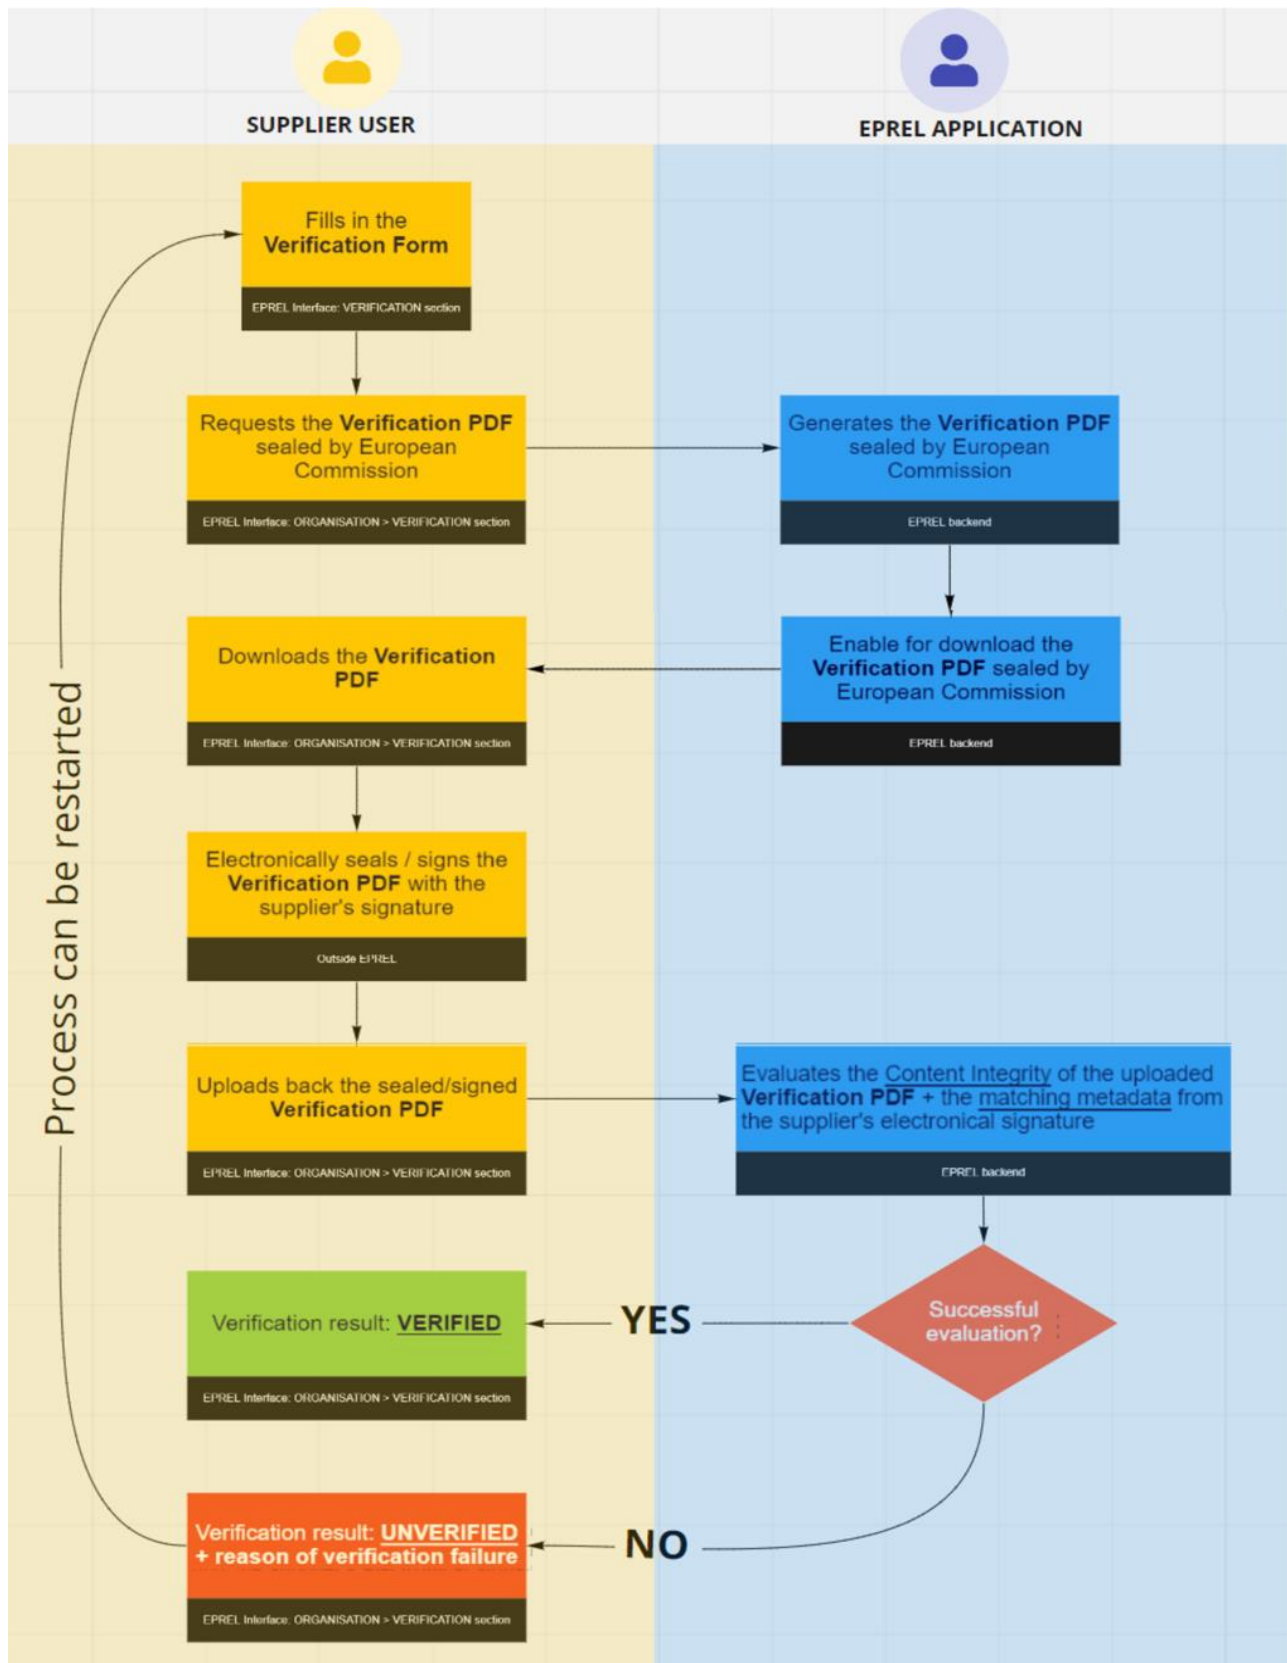 SUPPLIER USER
EPREL APPLICATION
Fills in the
Verification Form
EPREL Interface: VERIFICATION section
Requests the Verification PDF
sealed by European
Commission
EPREL Interface: ORGANISATION > VERIFICATION section
Generates the Verification PDF
sealed by European
Commission
EPREL backend
Downloads the Verification
PDF
EPREL Interface: ORGANISATION > VERIFICATION section
Enable for download the
Verification PDF sealed by
European Commission
EPREL backend
Process can be restarted
Electronically seals / signs the
Verification PDF with the
supplier's signature
Outside EPREL
Uploads back the sealed/signed
Verification PDF
EPREL Interface: ORGANISATION > VERIFICATION section
Evaluates the Content Integrity of the uploaded
Verification PDF + the matching metadata from
the supplier's electronical signature
EPREL backend
Successful
evaluation?
YES
Verification result: VERIFIED
EPREL Interface: ORGANISATION > VERIFICATION section
NO
Verification result: UNVERIFIED
+ reason of verification failure
EPREL Interface: ORGANISATION > VERIFICATION section